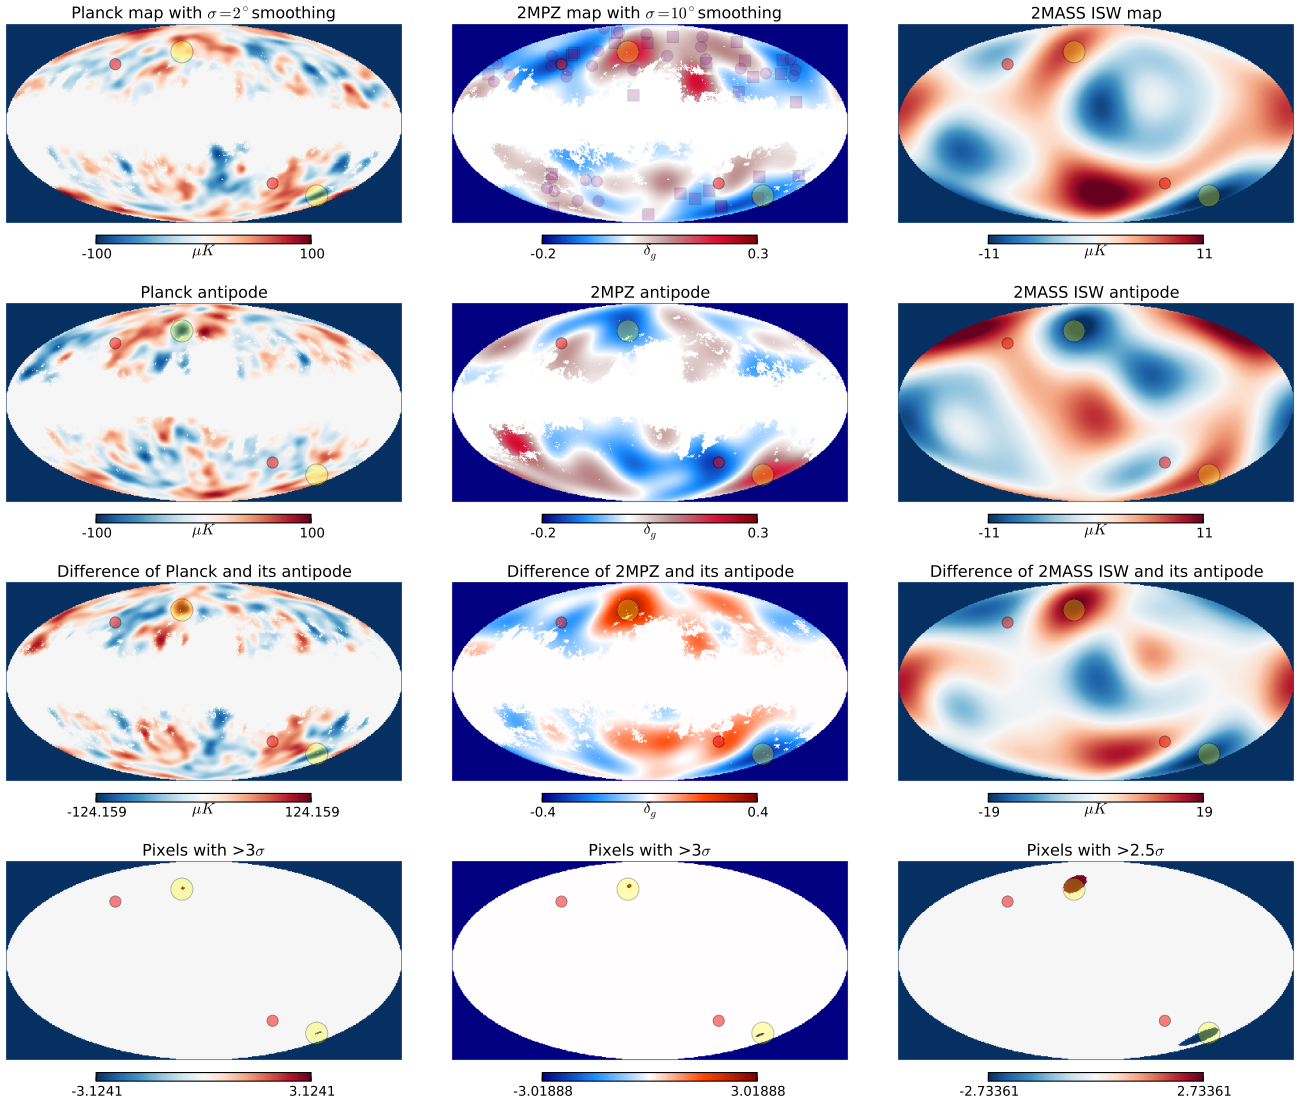 Planck map with σ=2° smoothing
2MPZ map with σ=10° smoothing
2MASS ISW map
-100 μK 100
-0.2 δg 0.3
-11 μK 11
Planck antipode
2MPZ antipode
2MASS ISW antipode
-100 μK 100
-0.2 δg 0.3
-11 μK 11
Difference of Planck and its antipode
Difference of 2MPZ and its antipode
Difference of 2MASS ISW and its antipode
-124.159 μK 124.159
-0.4 δg 0.4
-19 μK 19
Pixels with >3σ
Pixels with >3σ
Pixels with >2.5σ
-3.1241 3.1241
-3.01888 3.01888
-2.73361 2.73361